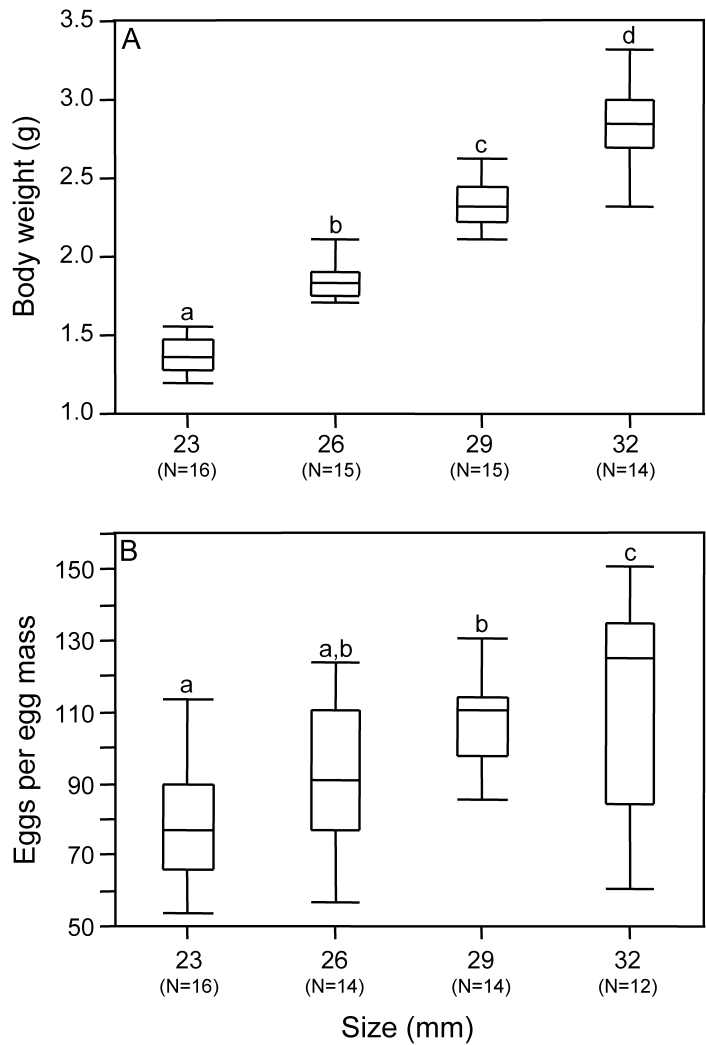 A
Body weight (g)
3.5
3.0
2.5
2.0
1.5
1.0
a
b
c
d
23
26
29
32
(N=16)
(N=15)
(N=15)
(N=14)
B
Eggs per egg mass
150
130
110
90
70
50
a
a,b
b
c
23
26
29
32
(N=16)
(N=14)
(N=14)
(N=12)
Size (mm)